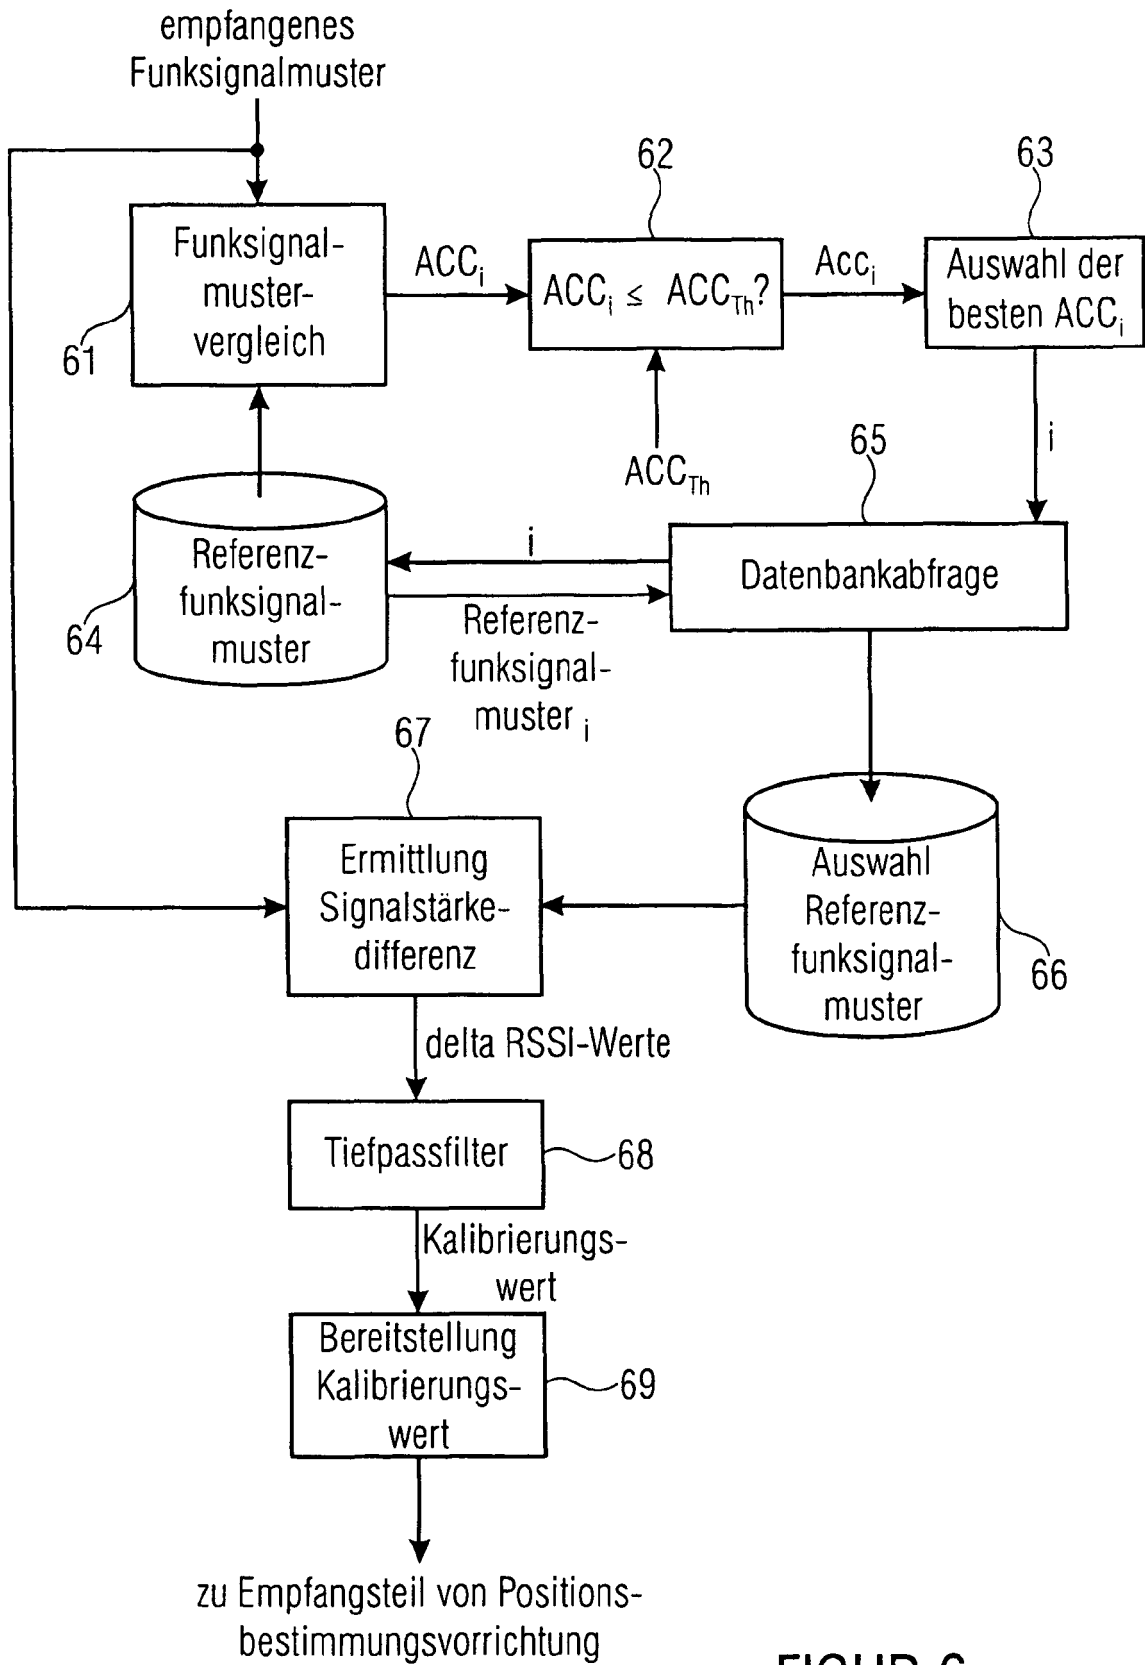 empfangenes
Funksignalmuster
62
63
Funksignal-
muster-
vergleich
ACCi
ACCi ≤ ACCTh?
Acci
Auswahl der
besten ACCi
61
i
ACCTh
65
Referenz-
funksignal-
muster
i
Datenbankabfrage
64
Referenz-
funksignal-
muster i
67
Ermittlung
Signalstärke-
differenz
Auswahl
Referenz-
funksignal-
muster
66
delta RSSI-Werte
Tiefpassfilter
68
Kalibrierungs-
wert
Bereitstellung
Kalibrierungs-
wert
69
zu Empfangsteil von Positions-
bestimmungsvorrichtung